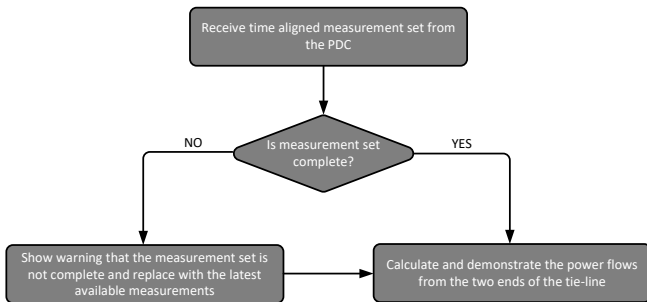 Receive time aligned measurement set from
the PDC
Is measurement set
complete?
NO
YES
Show warning that the measurement set is
not complete and replace with the latest
available measurements
Calculate and demonstrate the power flows
from the two ends of the tie-line